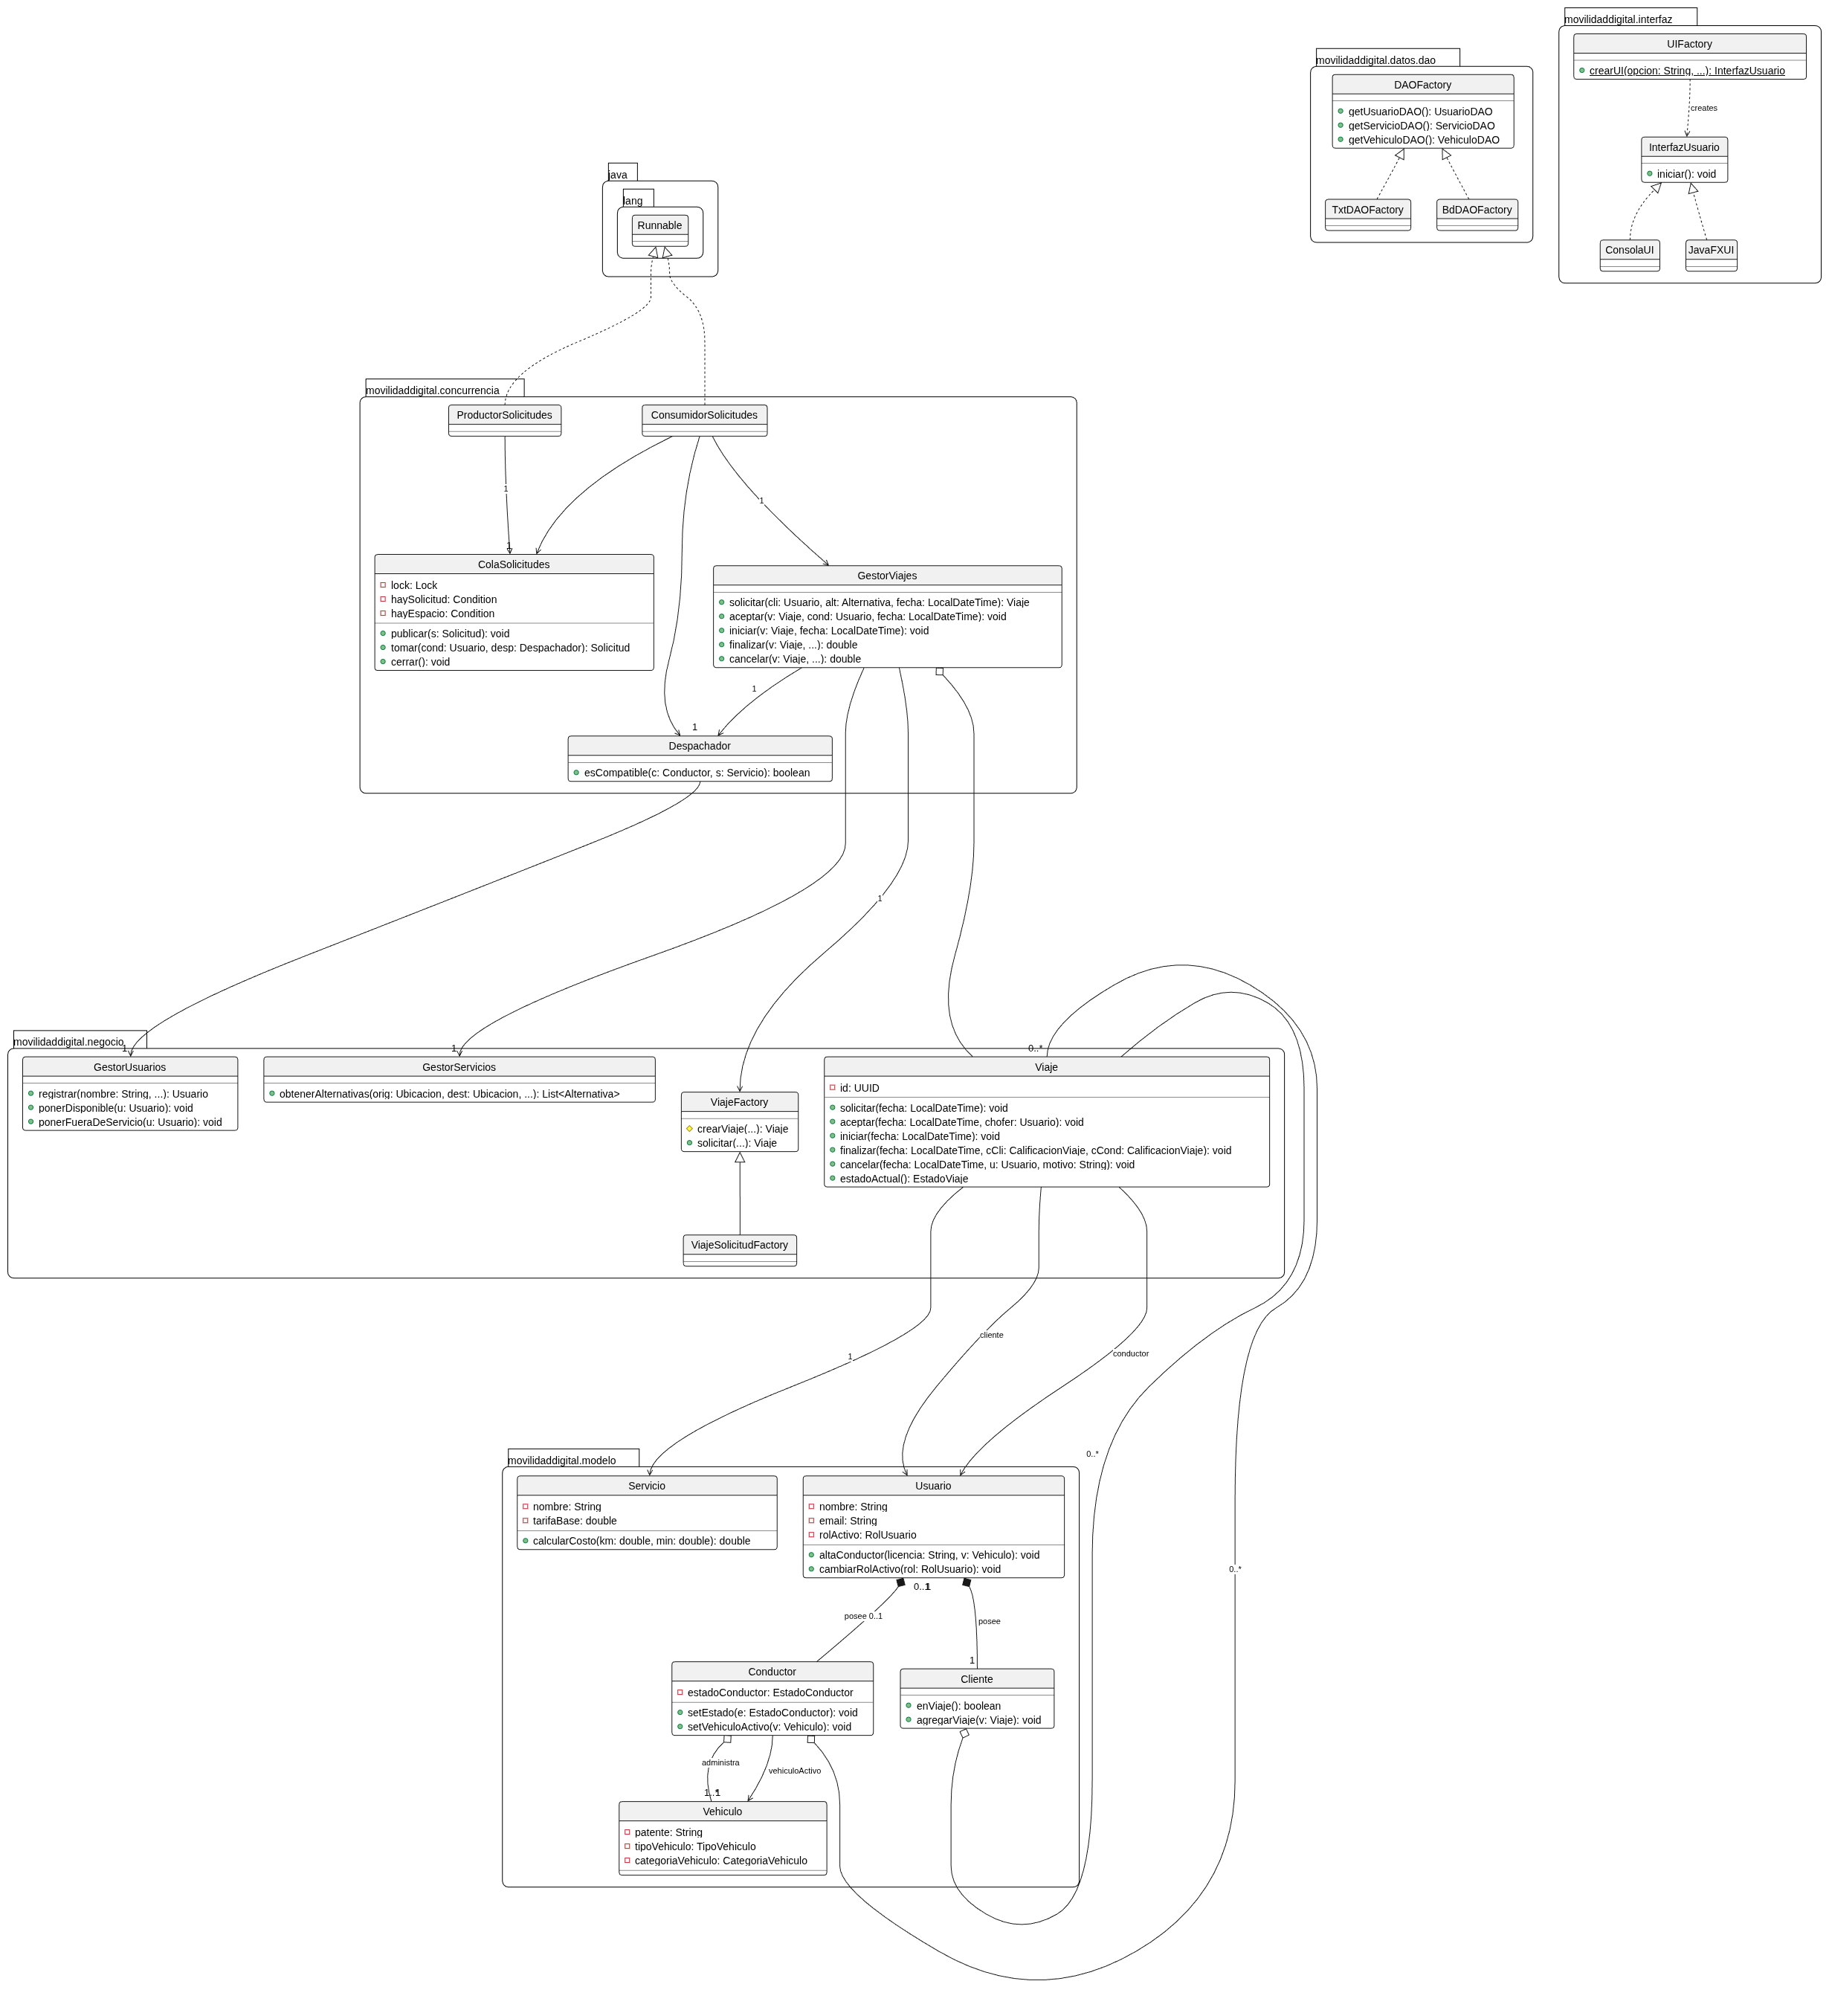 movilidaddigital.interfaz
UIFactory
crearUI(opcion: String, ...): InterfazUsuario
creates
InterfazUsuario
iniciar(): void
ConsolaUI
JavaFXUI
movilidaddigital.datos.dao
DAOFactory
getUsuarioDAO(): UsuarioDAO
getServicioDAO(): ServicioDAO
getVehiculoDAO(): VehiculoDAO
TxtDAOFactory
BdDAOFactory
java
lang
Runnable
movilidaddigital.concurrencia
ProductorSolicitudes
ConsumidorSolicitudes
1
1
1
ColaSolicitudes
lock: Lock
haySolicitud: Condition
hayEspacio: Condition
publicar(s: Solicitud): void
tomar(cond: Usuario, desp: Despachador): Solicitud
cerrar(): void
GestorViajes
solicitar(cli: Usuario, alt: Alternativa, fecha: LocalDateTime): Viaje
aceptar(v: Viaje, cond: Usuario, fecha: LocalDateTime): void
iniciar(v: Viaje, fecha: LocalDateTime): void
finalizar(v: Viaje, ...): double
cancelar(v: Viaje, ...): double
1
1
Despachador
esCompatible(c: Conductor, s: Servicio): boolean
1
movilidaddigital.negocio
1
1
0..*
GestorUsuarios
registrar(nombre: String, ...): Usuario
ponerDisponible(u: Usuario): void
ponerFueraDeServicio(u: Usuario): void
GestorServicios
obtenerAlternativas(orig: Ubicacion, dest: Ubicacion, ...): List<Alternativa>
ViajeFactory
crearViaje(...): Viaje
solicitar(...): Viaje
ViajeSolicitudFactory
Viaje
id: UUID
solicitar(fecha: LocalDateTime): void
aceptar(fecha: LocalDateTime, chofer: Usuario): void
iniciar(fecha: LocalDateTime): void
finalizar(fecha: LocalDateTime, cCli: CalificacionViaje, cCond: CalificacionViaje): void
cancelar(fecha: LocalDateTime, u: Usuario, motivo: String): void
estadoActual(): EstadoViaje
1
cliente
conductor
0..*
0..*
movilidaddigital.modelo
Servicio
nombre: String
tarifaBase: double
calcularCosto(km: double, min: double): double
Usuario
nombre: String
email: String
rolActivo: RolUsuario
altaConductor(licencia: String, v: Vehiculo): void
cambiarRolActivo(rol: RolUsuario): void
0..1
1
posee 0..1
posee
1
Conductor
estadoConductor: EstadoConductor
setEstado(e: EstadoConductor): void
setVehiculoActivo(v: Vehiculo): void
Cliente
enViaje(): boolean
agregarViaje(v: Viaje): void
administra
vehiculoActivo
Vehiculo
patente: String
tipoVehiculo: TipoVehiculo
categoriaVehiculo: CategoriaVehiculo